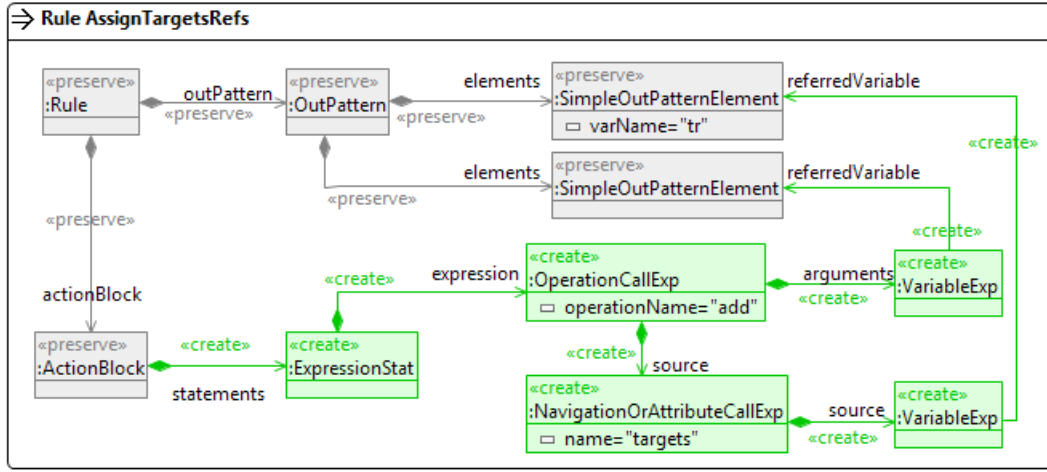 Rule AssignTargetsRefs
«preserve»
:Rule
outPattern
«preserve»
«preserve»
:OutPattern
elements
«preserve»
«preserve»
:SimpleOutPatternElement
varName="tr"
referredVariable
«create»
elements
«preserve»
«preserve»
:SimpleOutPatternElement
referredVariable
«preserve»
actionBlock
«create»
«create»
expression
«create»
:OperationCallExp
operationName="add"
arguments
«create»
«create»
:VariableExp
«preserve»
:ActionBlock
«create»
statements
«create»
:ExpressionStat
«create»
source
«create»
:NavigationOrAttributeCallExp
name="targets"
source
«create»
«create»
:VariableExp